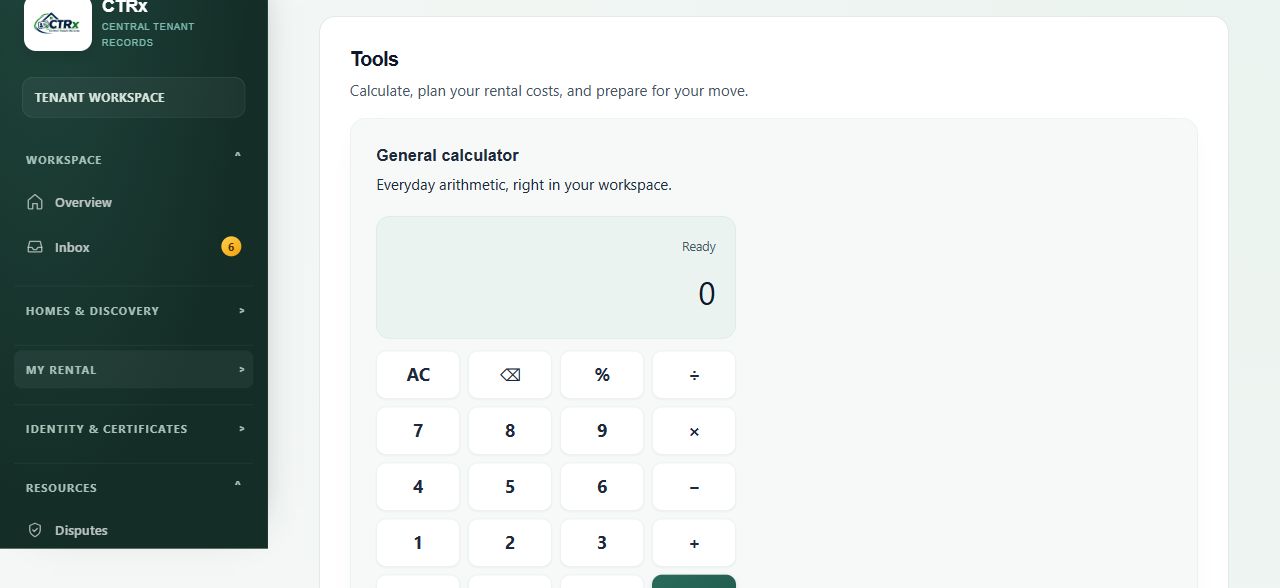 CTRx
CTRx
CENTRAL TENANT
RECORDS
TENANT WORKSPACE
WORKSPACE
Overview
Inbox
6
HOMES & DISCOVERY
MY RENTAL
IDENTITY & CERTIFICATES
RESOURCES
Disputes
Tools
Calculate, plan your rental costs, and prepare for your move.
General calculator
Everyday arithmetic, right in your workspace.
Ready
0
AC ⌫ % ÷
7 8 9 ×
4 5 6 −
1 2 3 +